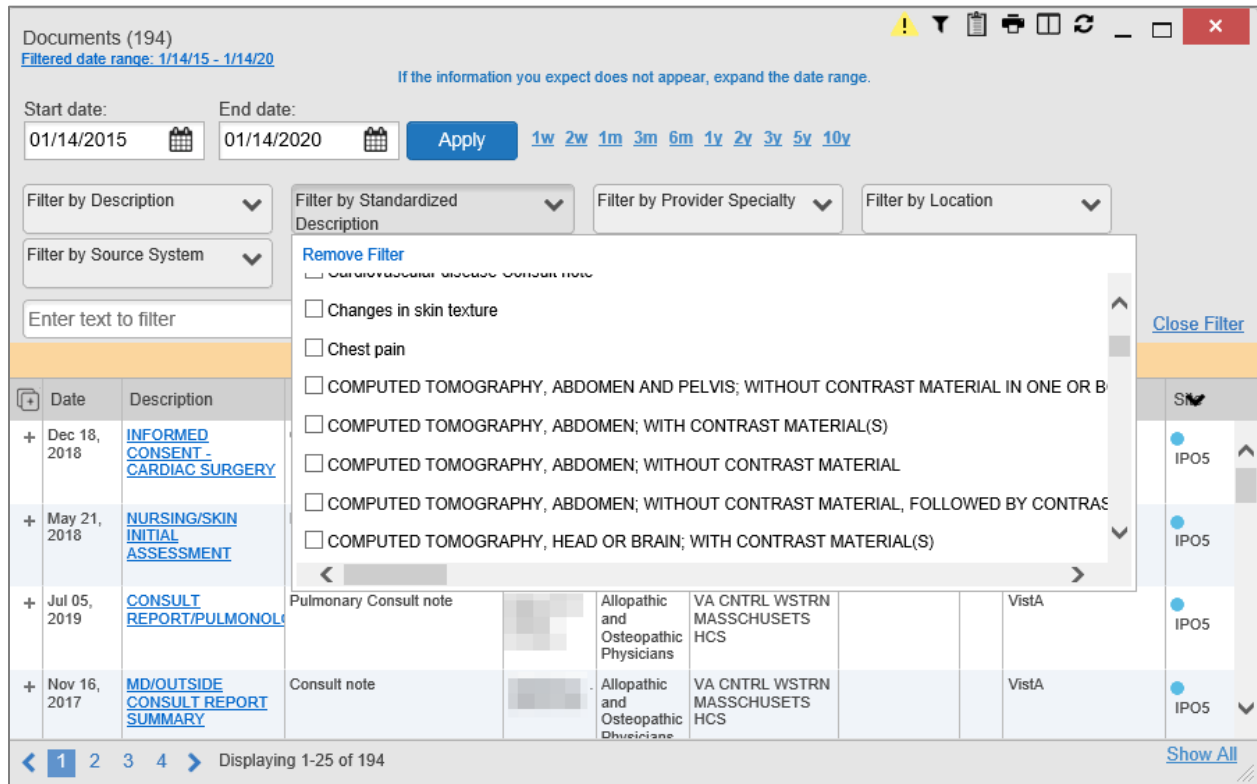 Documents (194)
Filtered date range: 1/14/15 - 1/14/20
If the information you expect does not appear, expand the date range.
Start date:
End date:
01/14/2015
01/14/2020
Apply
1w 2w 1m 3m 6m 1y 2y 3y 5y 10y
Filter by Description
Filter by Standardized
Description
Filter by Provider Specialty
Filter by Location
Filter by Source System
Remove Filter
Cardiovascular disease Consult note
Changes in skin texture
Enter text to filter
Close Filter
Chest pain
COMPUTED TOMOGRAPHY, ABDOMEN AND PELVIS; WITHOUT CONTRAST MATERIAL IN ONE OR
COMPUTED TOMOGRAPHY, ABDOMEN; WITH CONTRAST MATERIAL(S)
COMPUTED TOMOGRAPHY, ABDOMEN; WITHOUT CONTRAST MATERIAL
COMPUTED TOMOGRAPHY, ABDOMEN; WITHOUT CONTRAST MATERIAL, FOLLOWED BY CONTRAS
COMPUTED TOMOGRAPHY, HEAD OR BRAIN; WITH CONTRAST MATERIAL(S)
Date
Description
Dec 18,
2018
INFORMED
CONSENT -
CARDIAC SURGERY
IPO5
May 21,
2018
NURSING/SKIN
INITIAL
ASSESSMENT
IPO5
Jul 05,
2019
CONSULT
REPORT/PULMONOL
Pulmonary Consult note
Allopathic
and
Osteopathic
Physicians
VA CNTRL WSTRN
MASSCHUSETS
HCS
VistA
IPO5
Nov 16,
2017
MD/OUTSIDE
CONSULT REPORT
SUMMARY
Consult note
Allopathic
and
Osteopathic
Physicians
VA CNTRL WSTRN
MASSCHUSETS
HCS
VistA
IPO5
1 2 3 4
Displaying 1-25 of 194
Show All